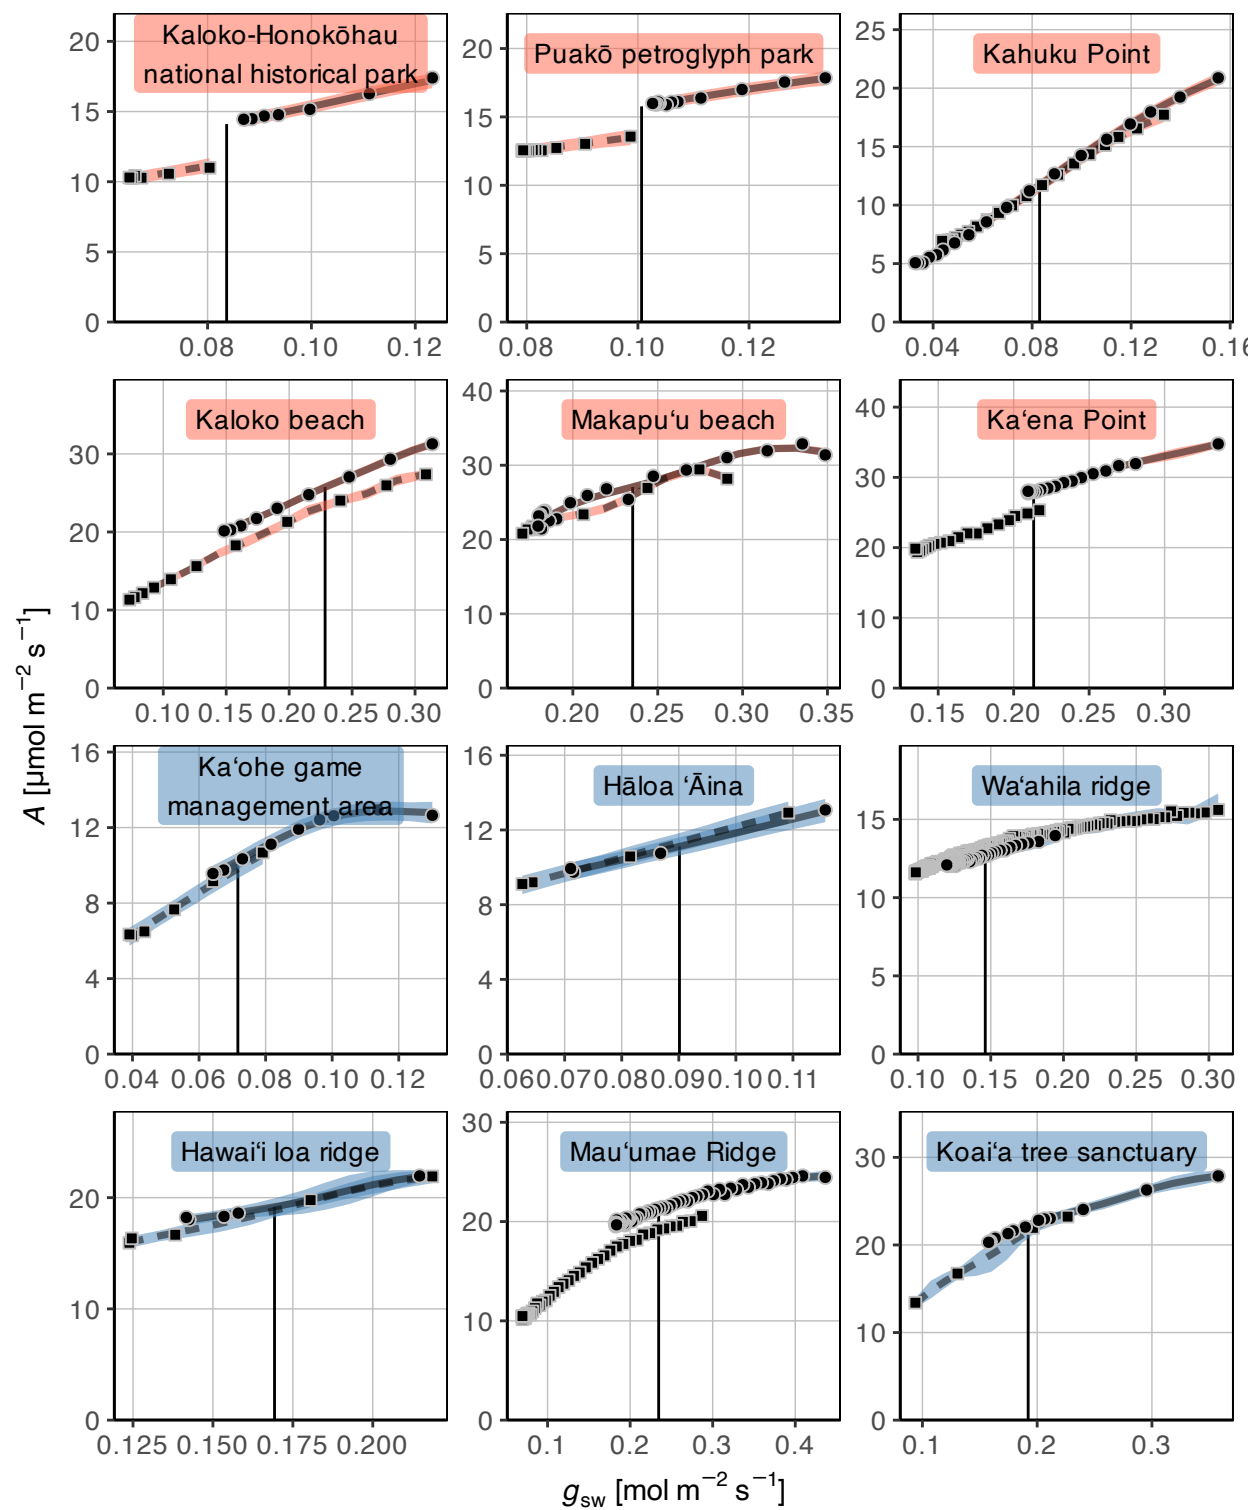 Kaloko-Honokōhau
national historical park
Puakō petroglyph park
Kahuku Point
20
15
10
5
0
0.08 0.10 0.12
20
15
10
5
0
0.08 0.10 0.12
25
20
15
10
5
0
0.04 0.08 0.12 0.16
Kaloko beach
Makapuʻu beach
Kaʻena Point
30
20
10
0
0.10 0.15 0.20 0.25 0.30
40
30
20
10
0
0.20 0.25 0.30 0.35
40
30
20
10
0
0.15 0.20 0.25 0.30
A [µmol m−2 s−1]
Kaʻohe game
management area
Hāloa ʻĀina
Waʻahila ridge
16
12
8
4
0
0.04 0.06 0.08 0.10 0.12
16
12
8
4
0
0.060 0.070 0.080 0.090 0.10 0.11
15
10
5
0
0.10 0.15 0.20 0.25 0.30
Hawaiʻi loa ridge
Mauʻumae Ridge
Koaiʻa tree sanctuary
20
10
0
0.125 0.150 0.175 0.200
30
20
10
0
0.1 0.2 0.3 0.4
30
20
10
0
0.1 0.2 0.3
gsw [mol m−2 s−1]